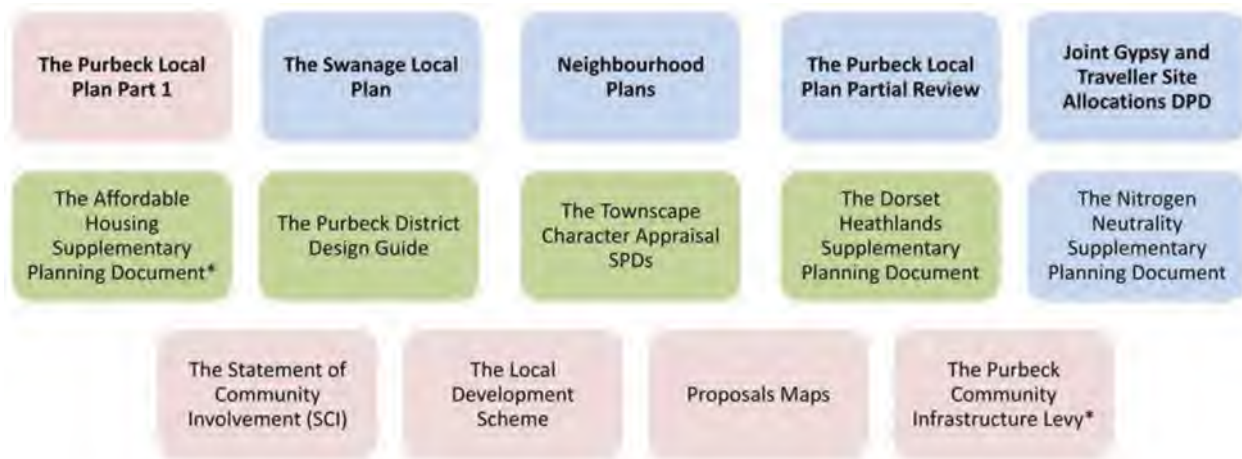 The Purbeck Local
Plan Part 1
The Swanage Local
Plan
Neighbourhood
Plans
The Purbeck Local
Plan Partial Review
Joint Gypsy and
Traveller Site
Allocations DPD
The Affordable
Housing
Supplementary
Planning Document*
The Purbeck District
Design Guide
The Townscape
Character Appraisal
SPDs
The Dorset
Heathlands
Supplementary
Planning Document
The Nitrogen
Neutrality
Supplementary
Planning Document
The Statement of
Community
Involvement (SCI)
The Local
Development
Scheme
Proposals Maps
The Purbeck
Community
Infrastructure Levy*